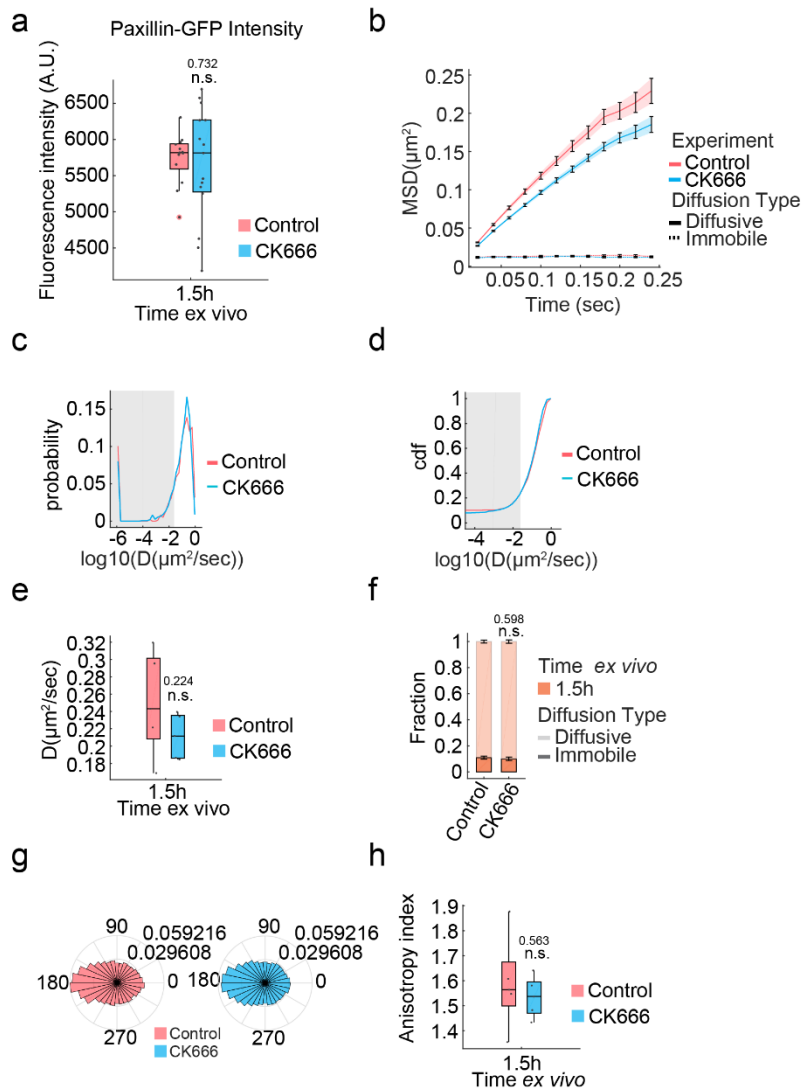 a
Paxillin-GFP Intensity
Fluorescence intensity (A.U.)
6500
6000
5500
5000
4500
0.732
n.s.
Control
CK666
1.5h
Time ex vivo
b
MSD(µm²)
0.25
0.2
0.15
0.1
0.05
0
0.05
0.10
0.15
0.20
0.25
Time (sec)
Experiment
Control
CK666
Diffusion Type
Diffusive
Immobile
c
probability
0.15
0.1
0.05
0
-6
-4
-2
0
log10(D(µm²/sec))
Control
CK666
d
cdf
1
0.8
0.6
0.4
0.2
0
-4
-2
0
log10(D(µm²/sec))
Control
CK666
e
D(µm²/sec)
0.32
0.3
0.28
0.26
0.24
0.22
0.2
0.18
0.224
n.s.
Control
CK666
1.5h
Time ex vivo
f
Fraction
1
0.8
0.6
0.4
0.2
0
0.598
n.s.
Control
CK666
Time ex vivo
1.5h
Diffusion Type
Diffusive
Immobile
g
90
0.059216
0.029608
180
0
270
90
0.059216
0.029608
180
0
270
Control
CK666
h
Anisotropy index
1.9
1.8
1.7
1.6
1.5
1.4
0.563
n.s.
Control
CK666
1.5h
Time ex vivo